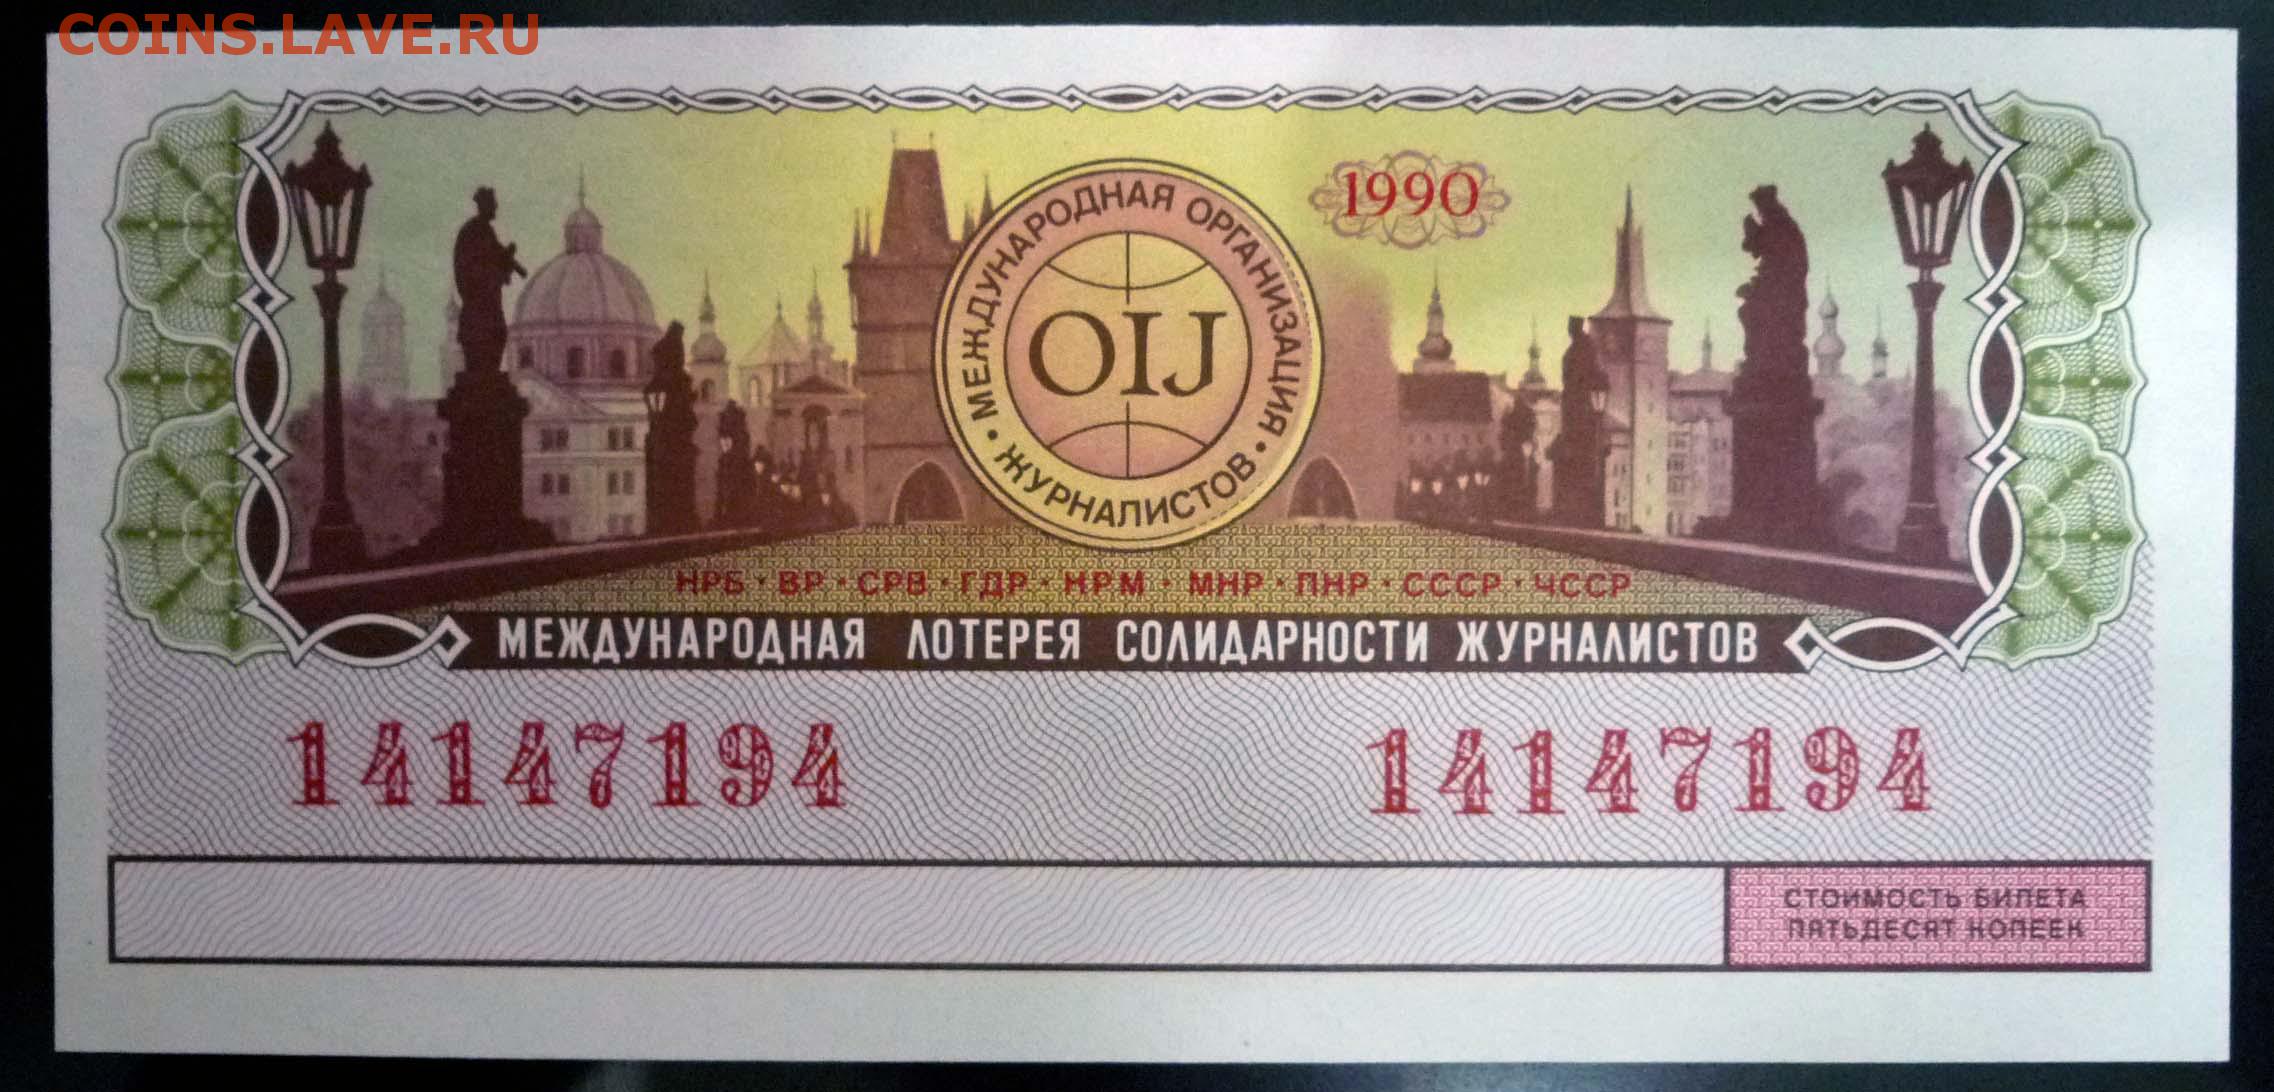 COINS.LAVE.RU
1990
МЕЖДУНАРОДНАЯ ОРГАНИЗАЦИЯ • ЖУРНАЛИСТОВ •
OIJ
НРБ · ВР · СРВ · ГДР · НРМ · МНР · ПНР · СССР · ЧССР
МЕЖДУНАРОДНАЯ ЛОТЕРЕЯ СОЛИДАРНОСТИ ЖУРНАЛИСТОВ
14147194 14147194
СТОИМОСТЬ БИЛЕТА
ПЯТЬДЕСЯТ КОПЕЕК